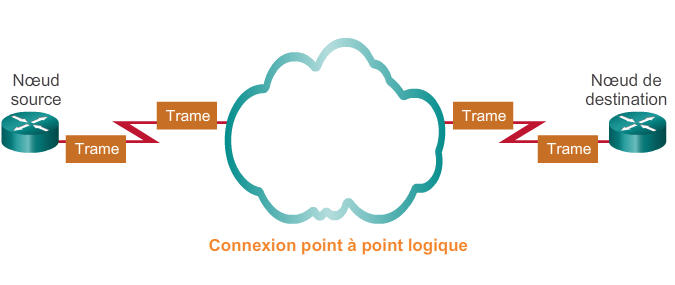 Nœud
source
Nœud de
destination
Trame
Trame
Trame
Trame
Connexion point à point logique